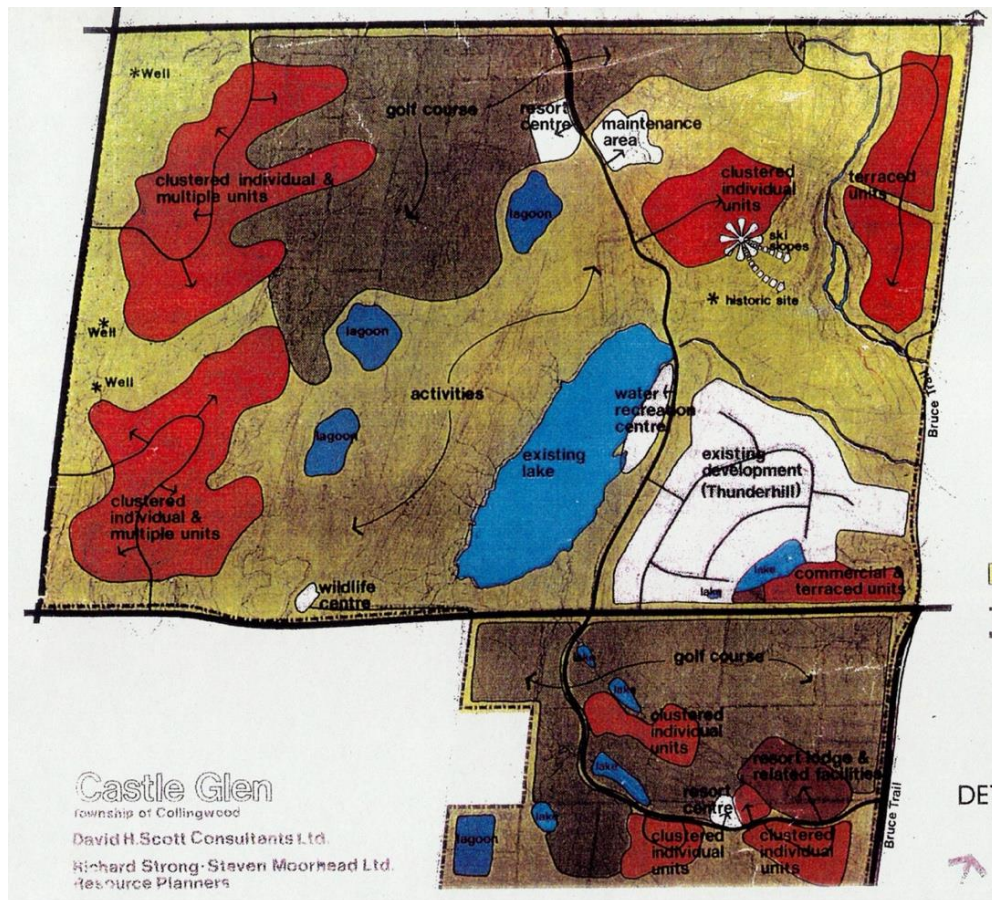 Well
golf course
resort
centre
maintenance
area
clustered individual &
multiple units
clustered
individual
units
terraced
units
lagoon
ski
slopes
historic site
Well
lagoon
Well
activities
water
recreation
centre
Bruce Trail
lagoon
existing
lake
existing
development
(Thunderhill)
clustered
individual &
multiple units
lake
commercial &
terraced units
lake
wildlife
centre
golf course
lake
lake
clustered
individual
units
lake
resort lodge &
related facilities
resort
centre
Bruce Trail
lake
lagoon
clustered
individual
units
clustered
individual
units
Castle Glen
Township of Collingwood
David H.Scott Consultants Ltd.
Richard Strong-Steven Moorhead Ltd.
Resource Planners
DE